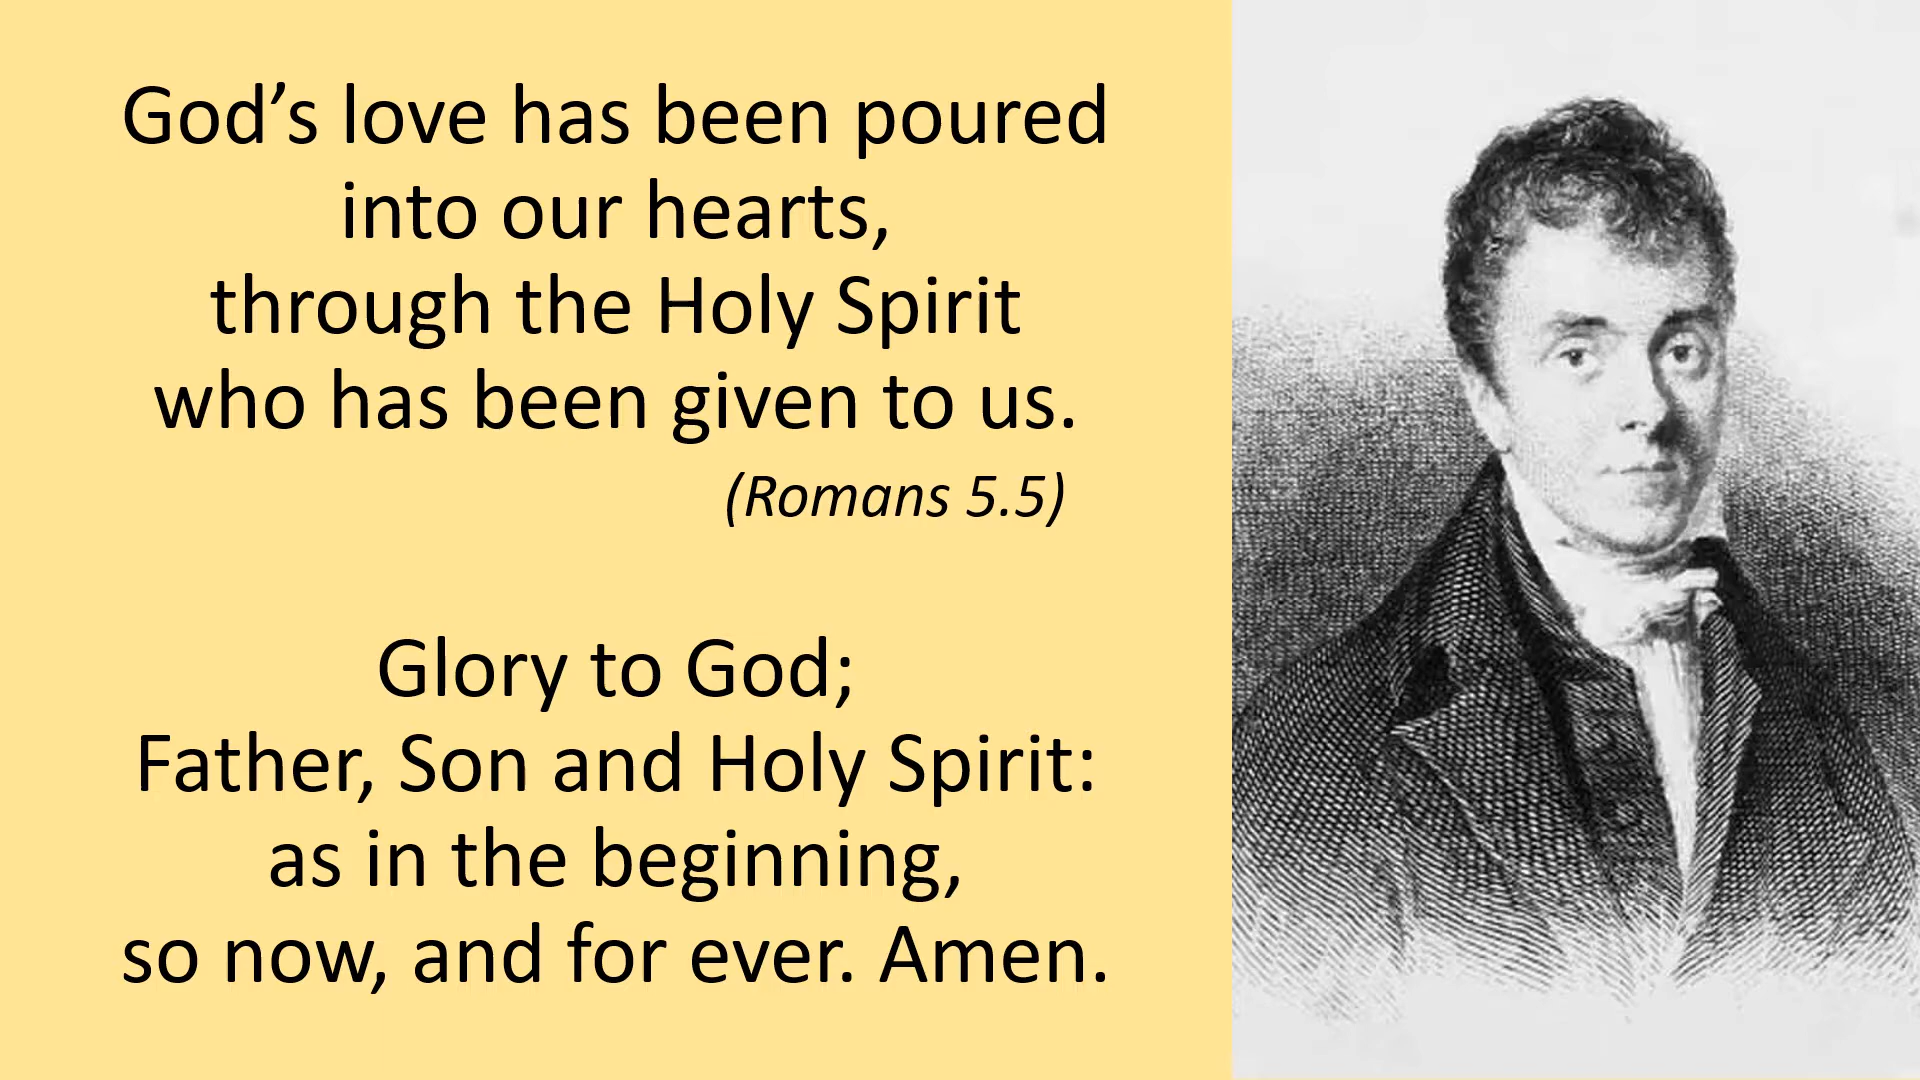 God’s love has been poured
into our hearts,
through the Holy Spirit
who has been given to us.
(Romans 5.5)
Glory to God;
Father, Son and Holy Spirit:
as in the beginning,
so now, and for ever. Amen.